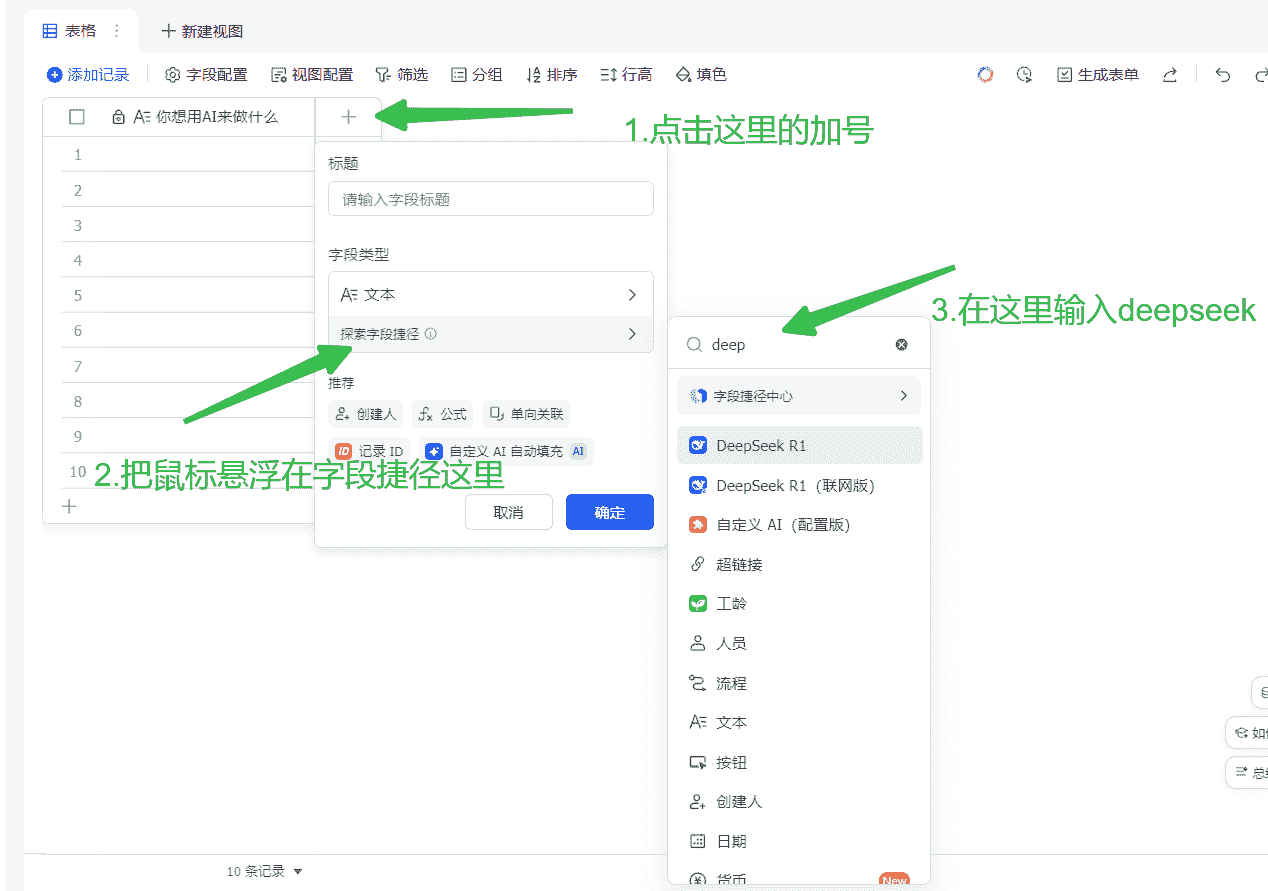 表格
新建视图
添加记录 字段配置 视图配置 筛选 分组 排序 行高 填色 生成表单
你想用AI来做什么
1.点击这里的加号
1
2
3
4
5
6
7
8
9
10
标题
请输入字段标题
字段类型
文本
探索字段捷径
推荐
创建人 公式 单向关联
ID 记录 ID 自定义 AI 自动填充 AI
2.把鼠标悬浮在字段捷径这里
取消 确定
3.在这里输入deepseek
deep
字段捷径中心
DeepSeek R1
DeepSeek R1（联网版）
自定义 AI（配置版）
超链接
工龄
人员
流程
文本
按钮
创建人
日期
货币 New
如
总
10 条记录